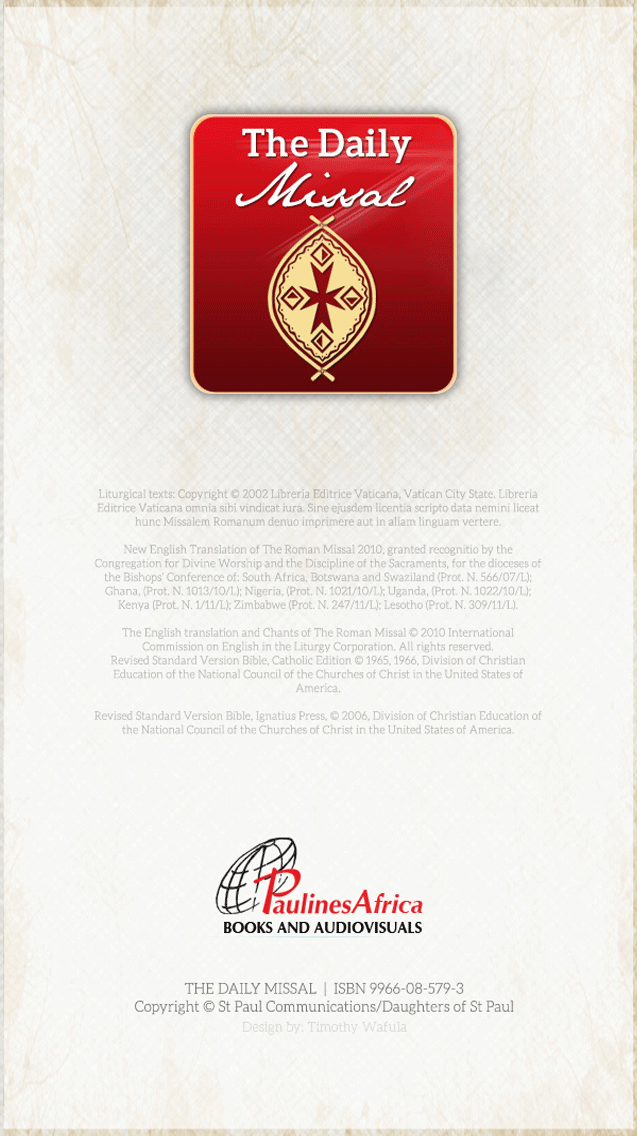 The Daily
Missal
Liturgical texts: Copyright © 2002 Libreria Editrice Vaticana, Vatican City State. Libreria
Editrice Vaticana omnia sibi vindicat iura. Sine ejusdem licentia scripto data nemini liceat
hunc Missalem Romanum denuo imprimere aut in aliam linguam vertere.
New English Translation of The Roman Missal 2010, granted recognitio by the
Congregation for Divine Worship and the Discipline of the Sacraments, for the dioceses of
the Bishops' Conference of: South Africa, Botswana and Swaziland (Prot. N. 566/07/L);
Ghana, (Prot. N. 1013/10/L); Nigeria, (Prot. N. 1021/10/L); Uganda, (Prot. N. 1022/10/L);
Kenya (Prot. N. 1/11/L); Zimbabwe (Prot. N. 247/11/L); Lesotho (Prot. N. 309/11/L).
The English translation and Chants of The Roman Missal © 2010 International
Commission on English in the Liturgy Corporation. All rights reserved.
Revised Standard Version Bible, Catholic Edition © 1965, 1966, Division of Christian
Education of the National Council of the Churches of Christ in the United States of
America.
Revised Standard Version Bible, Ignatius Press, © 2006, Division of Christian Education of
the National Council of the Churches of Christ in the United States of America.
PaulinesAfrica
BOOKS AND AUDIOVISUALS
THE DAILY MISSAL | ISBN 9966-08-579-3
Copyright © St Paul Communications/Daughters of St Paul
Design by: Timothy Wafula